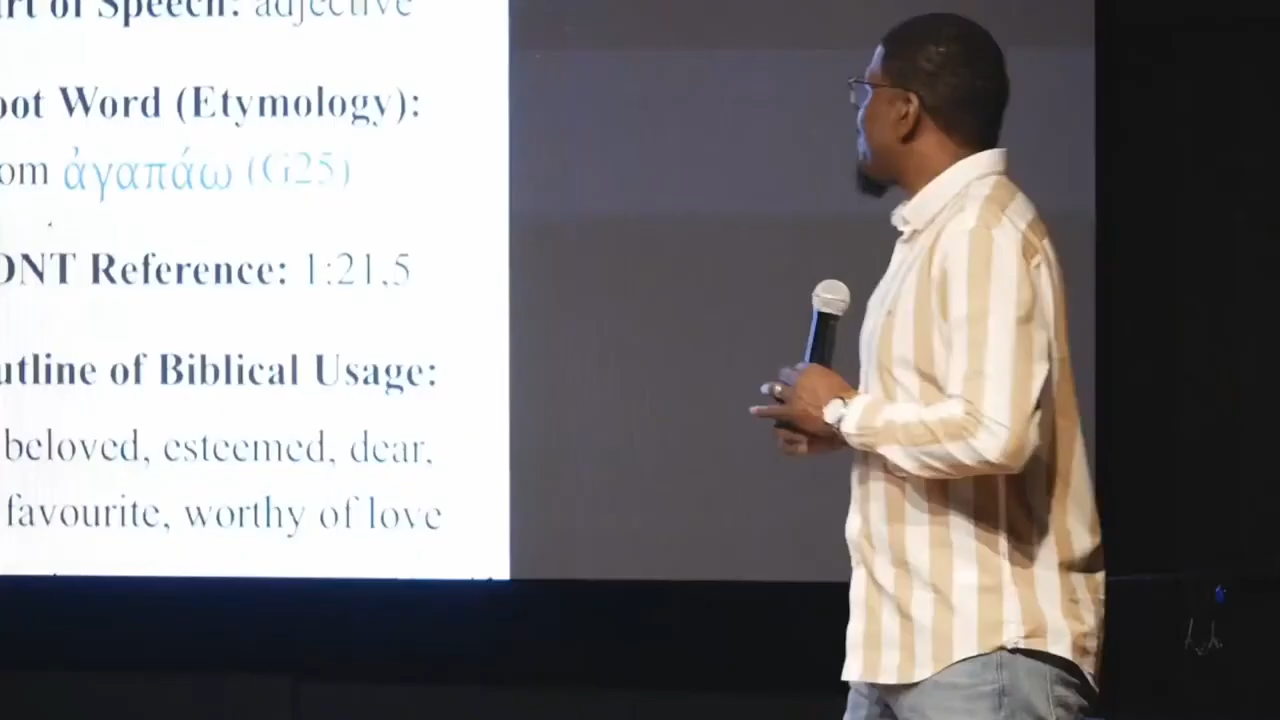 rt of Speech: adjective
oot Word (Etymology):
om ἀγαπάω (G25)
DNT Reference: 1:21,5
utline of Biblical Usage:
beloved, esteemed, dear,
favourite, worthy of love